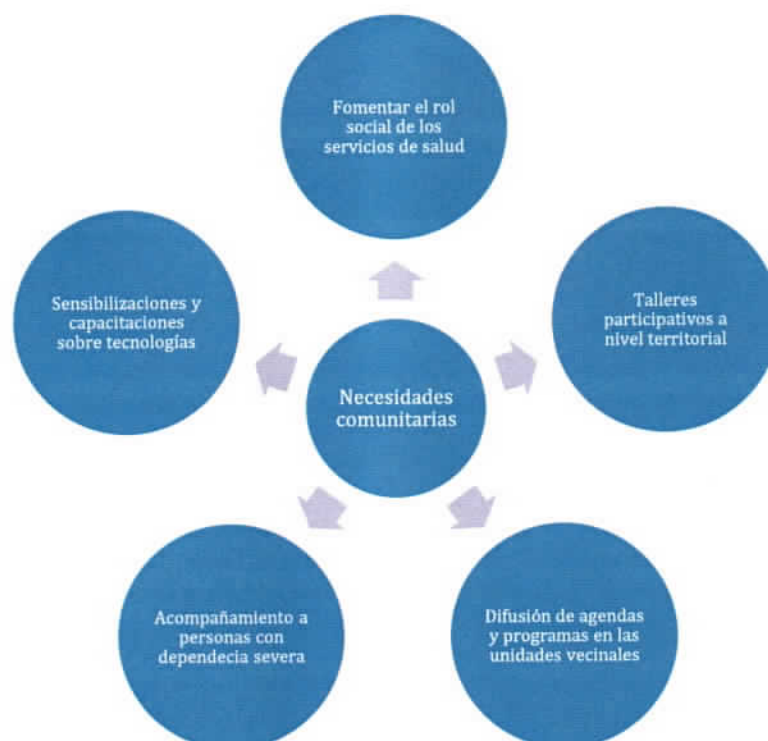 Fomentar el rol
social de los
servicios de salud
Sensibilizaciones y
capacitaciones
sobre tecnologías
Talleres
participativos a
nivel territorial
Necesidades
comunitarias
Acompañamiento a
personas con
dependecia severa
Difusión de agendas
y programas en las
unidades vecinales